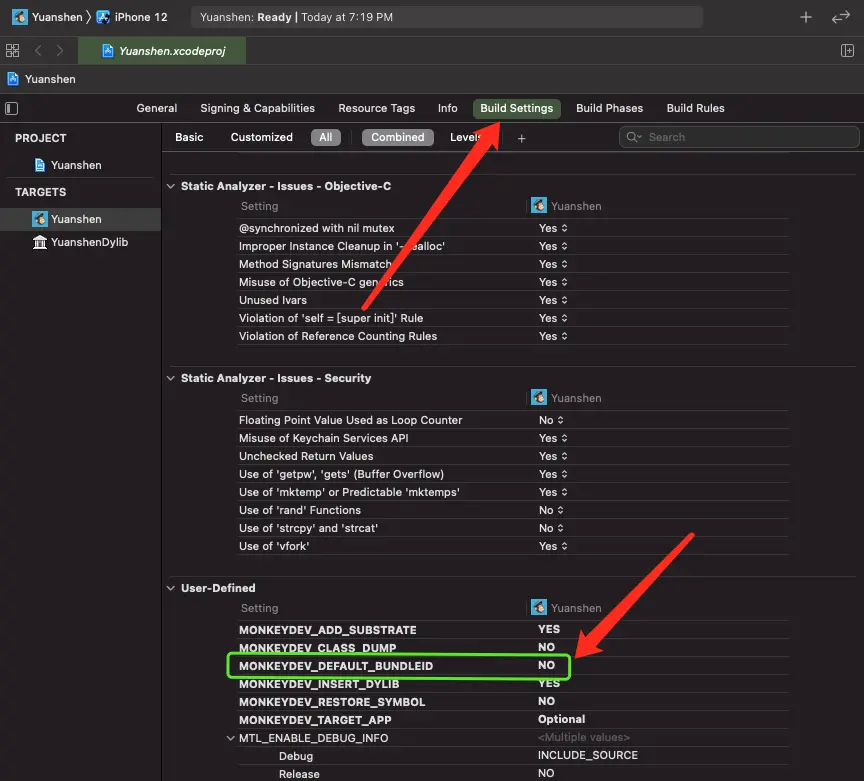 Yuanshen iPhone 12 Yuanshen: Ready | Today at 7:19 PM
Yuanshen.xcodeproj
Yuanshen
General Signing & Capabilities Resource Tags Info Build Settings Build Phases Build Rules
PROJECT
Yuanshen
TARGETS
Yuanshen
YuanshenDylib
Basic Customized All Combined Levels + Search
Static Analyzer - Issues - Objective-C
Setting Yuanshen
@synchronized with nil mutex Yes
Improper Instance Cleanup in '-dealloc' Yes
Method Signatures Mismatch Yes
Misuse of Objective-C generics Yes
Unused Ivars Yes
Violation of 'self = [super init]' Rule Yes
Violation of Reference Counting Rules Yes
Static Analyzer - Issues - Security
Setting Yuanshen
Floating Point Value Used as Loop Counter No
Misuse of Keychain Services API Yes
Unchecked Return Values Yes
Use of 'getpw', 'gets' (Buffer Overflow) Yes
Use of 'mktemp' or Predictable 'mktemps' Yes
Use of 'rand' Functions No
Use of 'strcpy' and 'strcat' No
Use of 'vfork' Yes
User-Defined
Setting Yuanshen
MONKEYDEV_ADD_SUBSTRATE YES
MONKEYDEV_CLASS_DUMP NO
MONKEYDEV_DEFAULT_BUNDLEID NO
MONKEYDEV_INSERT_DYLIB YES
MONKEYDEV_RESTORE_SYMBOL NO
MONKEYDEV_TARGET_APP Optional
MTL_ENABLE_DEBUG_INFO <Multiple values>
Debug INCLUDE_SOURCE
Release NO